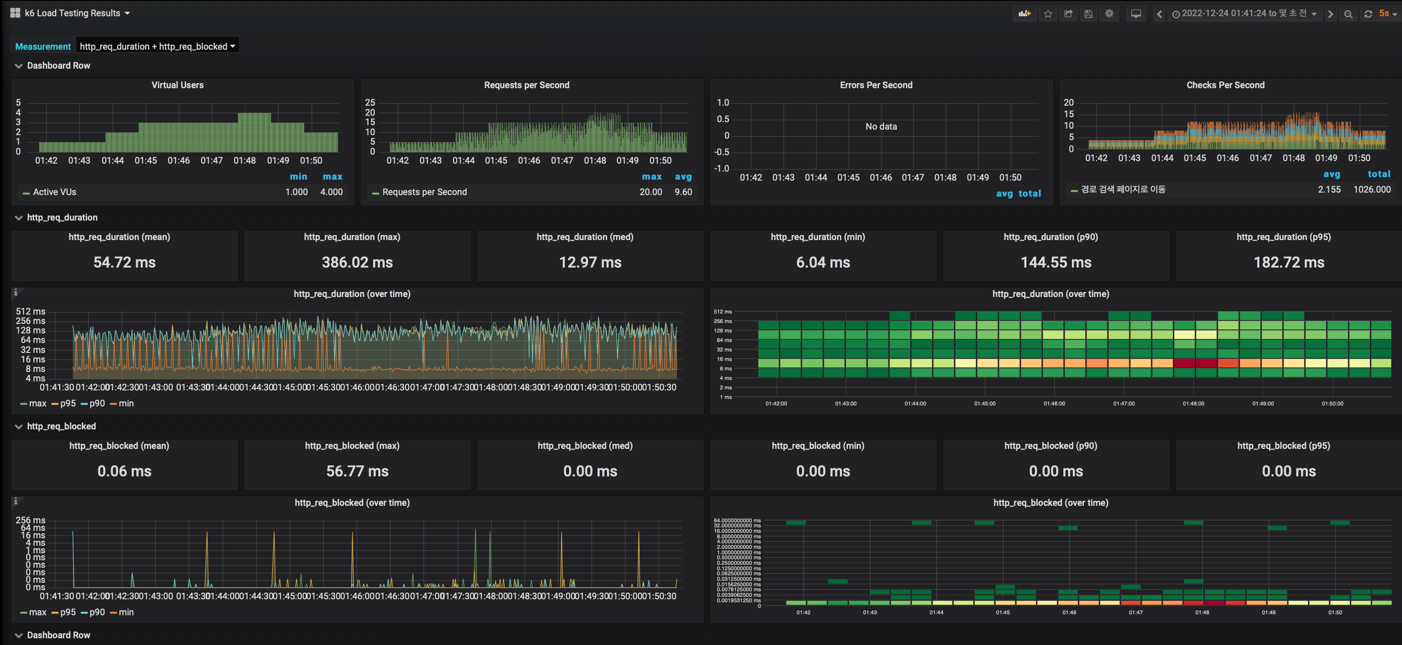 k6 Load Testing Results
2022-12-24 01:41:24 to 몇 초 전
5s
Measurement http_req_duration + http_req_blocked
Dashboard Row
Virtual Users
5
4
3
2
1
0
01:42 01:43 01:44 01:45 01:46 01:47 01:48 01:49 01:50
min max
Active VUs 1.000 4.000
Requests per Second
25
20
15
10
5
0
01:42 01:43 01:44 01:45 01:46 01:47 01:48 01:49 01:50
max avg
Requests per Second 20.00 9.60
Errors Per Second
1.0
0.5
0
-0.5
-1.0
No data
01:42 01:43 01:44 01:45 01:46 01:47 01:48 01:49 01:50
avg total
Checks Per Second
20
15
10
5
0
01:42 01:43 01:44 01:45 01:46 01:47 01:48 01:49 01:50
avg total
경로 검색 페이지로 이동 2.155 1026.000
http_req_duration
http_req_duration (mean)
54.72 ms
http_req_duration (max)
386.02 ms
http_req_duration (med)
12.97 ms
http_req_duration (min)
6.04 ms
http_req_duration (p90)
144.55 ms
http_req_duration (p95)
182.72 ms
http_req_duration (over time)
512 ms
256 ms
128 ms
64 ms
32 ms
16 ms
8 ms
4 ms
01:41:30 01:42:00 01:42:30 01:43:00 01:43:30 01:44:00 01:44:30 01:45:00 01:45:30 01:46:00 01:46:30 01:47:00 01:47:30 01:48:00 01:48:30 01:49:00 01:49:30 01:50:00 01:50:30
max p95 p90 min
http_req_duration (over time)
512 ms
256 ms
128 ms
64 ms
32 ms
16 ms
8 ms
4 ms
2 ms
1 ms
01:42:00 01:43:00 01:44:00 01:45:00 01:46:00 01:47:00 01:48:00 01:49:00 01:50:00
http_req_blocked
http_req_blocked (mean)
0.06 ms
http_req_blocked (max)
56.77 ms
http_req_blocked (med)
0.00 ms
http_req_blocked (min)
0.00 ms
http_req_blocked (p90)
0.00 ms
http_req_blocked (p95)
0.00 ms
http_req_blocked (over time)
256 ms
64 ms
16 ms
4 ms
1 ms
0 ms
0 ms
0 ms
0 ms
01:41:30 01:42:00 01:42:30 01:43:00 01:43:30 01:44:00 01:44:30 01:45:00 01:45:30 01:46:00 01:46:30 01:47:00 01:47:30 01:48:00 01:48:30 01:49:00 01:49:30 01:50:00 01:50:30
max p95 p90 min
http_req_blocked (over time)
64.0000000000 ms
32.0000000000 ms
16.0000000000 ms
8.0000000000 ms
4.0000000000 ms
2.0000000000 ms
1.0000000000 ms
0.5000000000 ms
0.2500000000 ms
0.1250000000 ms
0.0625000000 ms
0.0312500000 ms
0.0156250000 ms
0.0078125000 ms
0.0039062500 ms
0.0019531250 ms
0
01:42 01:43 01:44 01:45 01:46 01:47 01:48 01:49 01:50
Dashboard Row